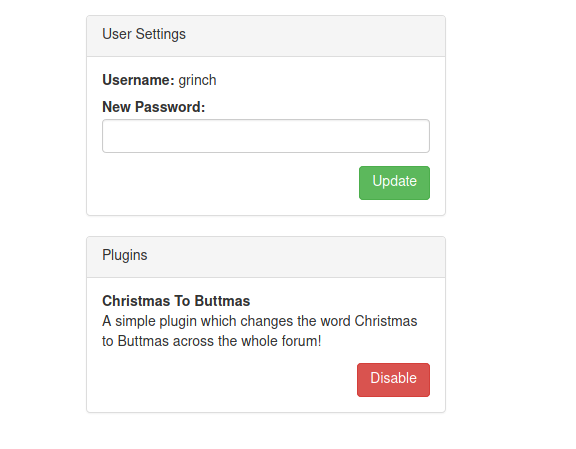 User Settings
Username: grinch
New Password:
Update
Plugins
Christmas To Buttmas
A simple plugin which changes the word Christmas
to Buttmas across the whole forum!
Disable